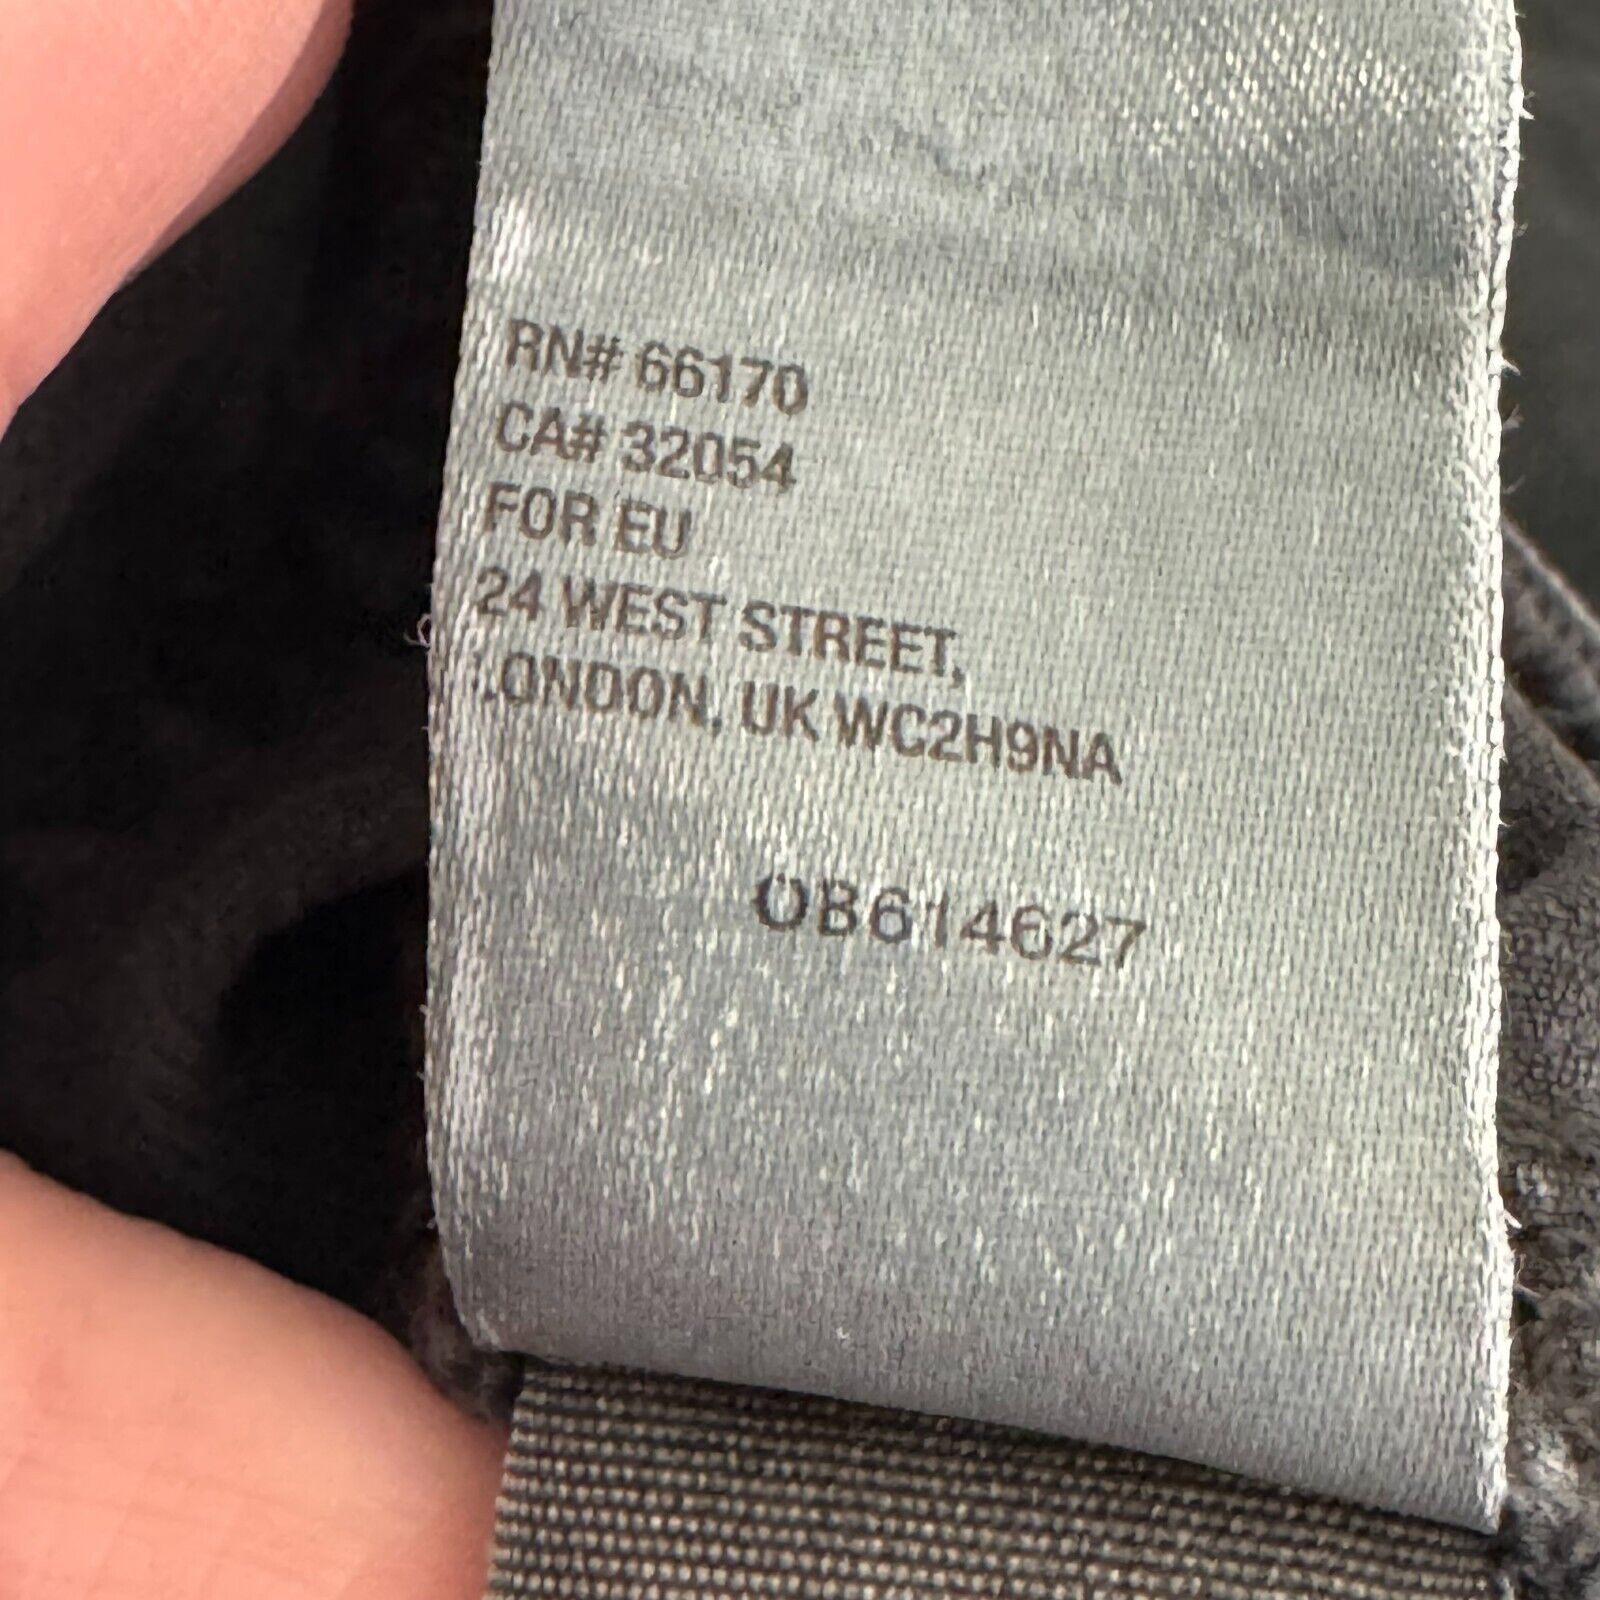 RN# 66170
CA# 32054
FOR EU
24 WEST STREET,
LONDON, UK WC2H9NA
OB614627